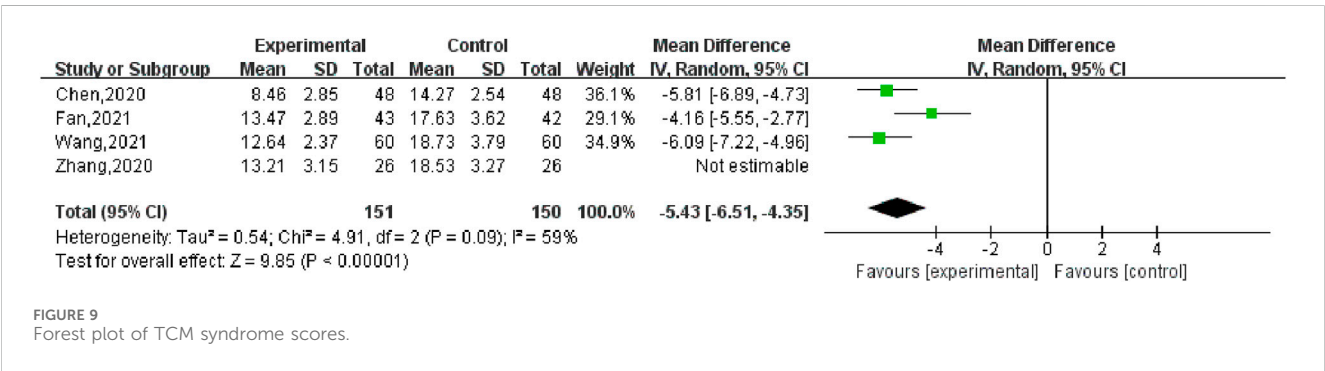 Experimental Control Mean Difference Mean Difference
Study or Subgroup Mean SD Total Mean SD Total Weight IV, Random, 95% CI IV, Random, 95% CI
Chen,2020 8.46 2.85 48 14.27 2.54 48 36.1% -5.81 [-6.89, -4.73]
Fan,2021 13.47 2.89 43 17.63 3.62 42 29.1% -4.16 [-5.55, -2.77]
Wang,2021 12.64 2.37 60 18.73 3.79 60 34.9% -6.09 [-7.22, -4.96]
Zhang,2020 13.21 3.15 26 18.53 3.27 26 Not estimable
Total (95% CI) 151 150 100.0% -5.43 [-6.51, -4.35]
Heterogeneity: Tau² = 0.54; Chi² = 4.91, df = 2 (P = 0.09); I² = 59%
Test for overall effect: Z = 9.85 (P < 0.00001)
-4 -2 0 2 4
Favours [experimental] Favours [control]
FIGURE 9
Forest plot of TCM syndrome scores.